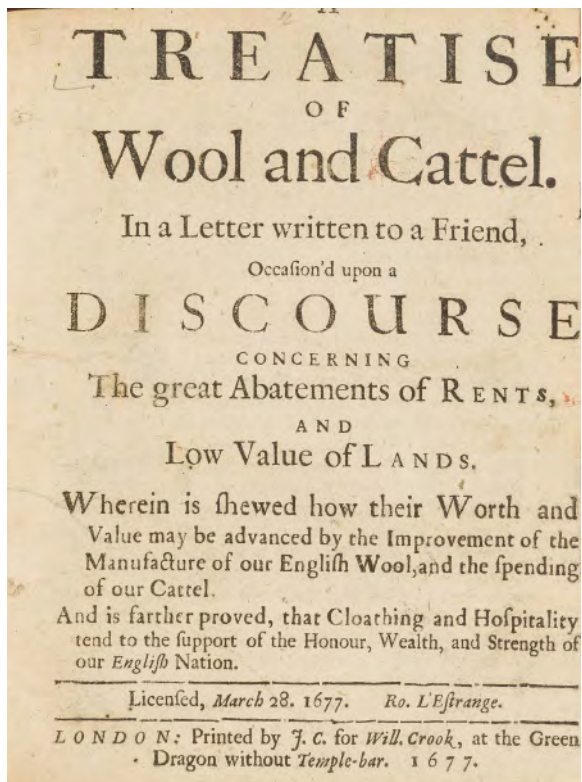 A
TREATISE
OF
Wool and Cattel.
In a Letter written to a Friend,
Occaſion'd upon a
DISCOURSE
CONCERNING
The great Abatements of RENTS,
AND
Low Value of LANDS.
Wherein is ſhewed how their Worth and
Value may be advanced by the Improvement of the
Manufacture of our Engliſh Wool, and the ſpending
of our Cattel.
And is farther proved, that Cloathing and Hoſpitality
tend to the ſupport of the Honour, Wealth, and Strength of
our Engliſh Nation.
Licenſed, March 28. 1677. Ro. L'Eſtrange.
LONDON: Printed by J. C. for Will. Crook, at the Green
Dragon without Temple-bar. 1677.